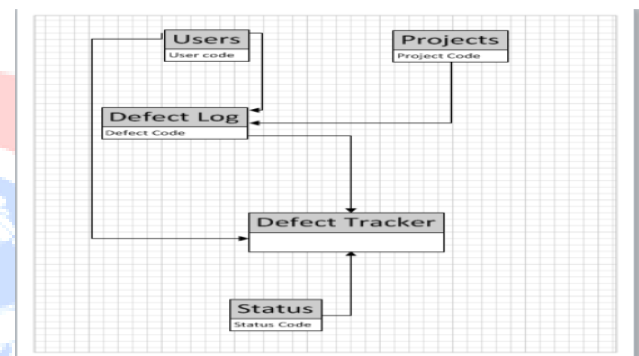 Users
User code
Projects
Project Code
Defect Log
Defect Code
Defect Tracker
Status
Status Code